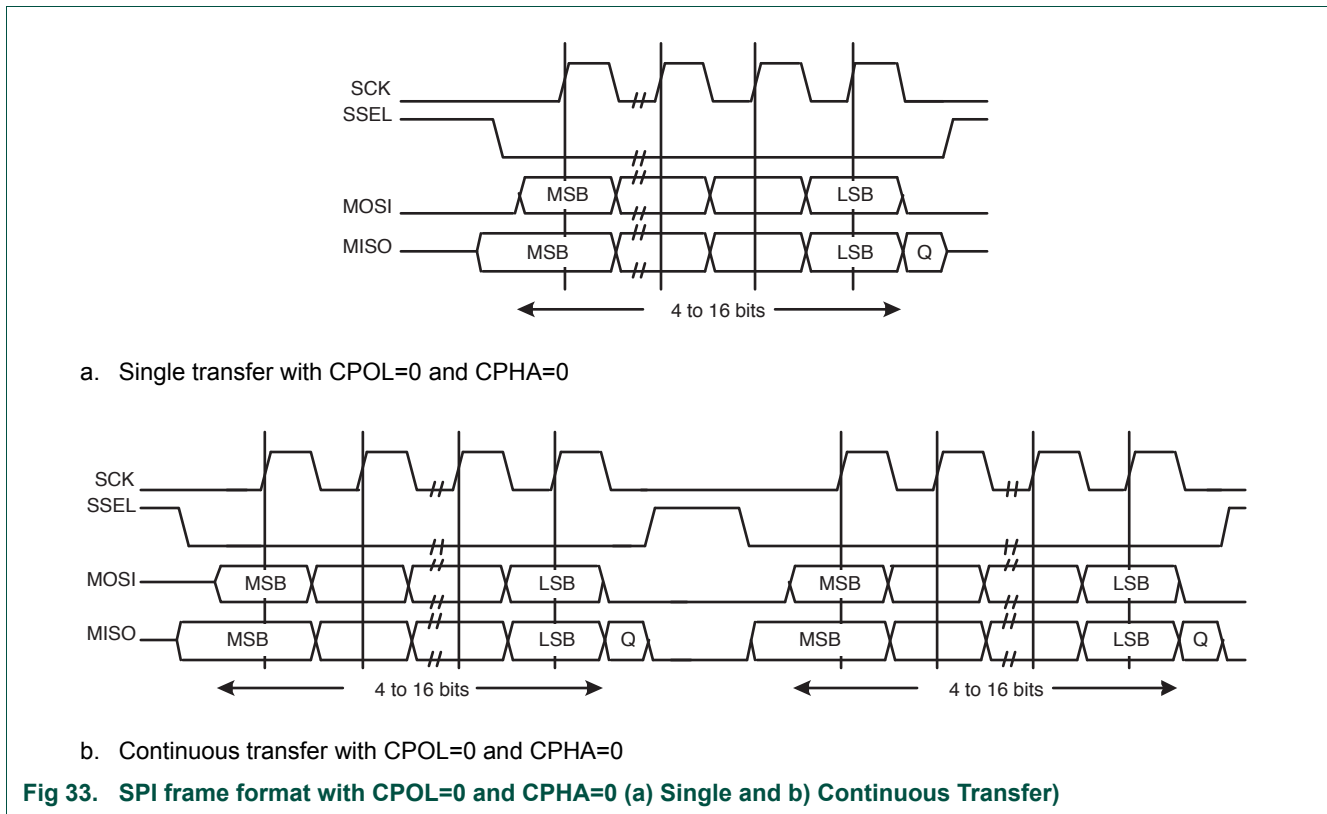 SCK
SSEL
MOSI MSB LSB
MISO MSB LSB Q
4 to 16 bits
a. Single transfer with CPOL=0 and CPHA=0
SCK
SSEL
MOSI MSB LSB MSB LSB
MISO MSB LSB Q MSB LSB Q
4 to 16 bits 4 to 16 bits
b. Continuous transfer with CPOL=0 and CPHA=0
Fig 33. SPI frame format with CPOL=0 and CPHA=0 (a) Single and b) Continuous Transfer)